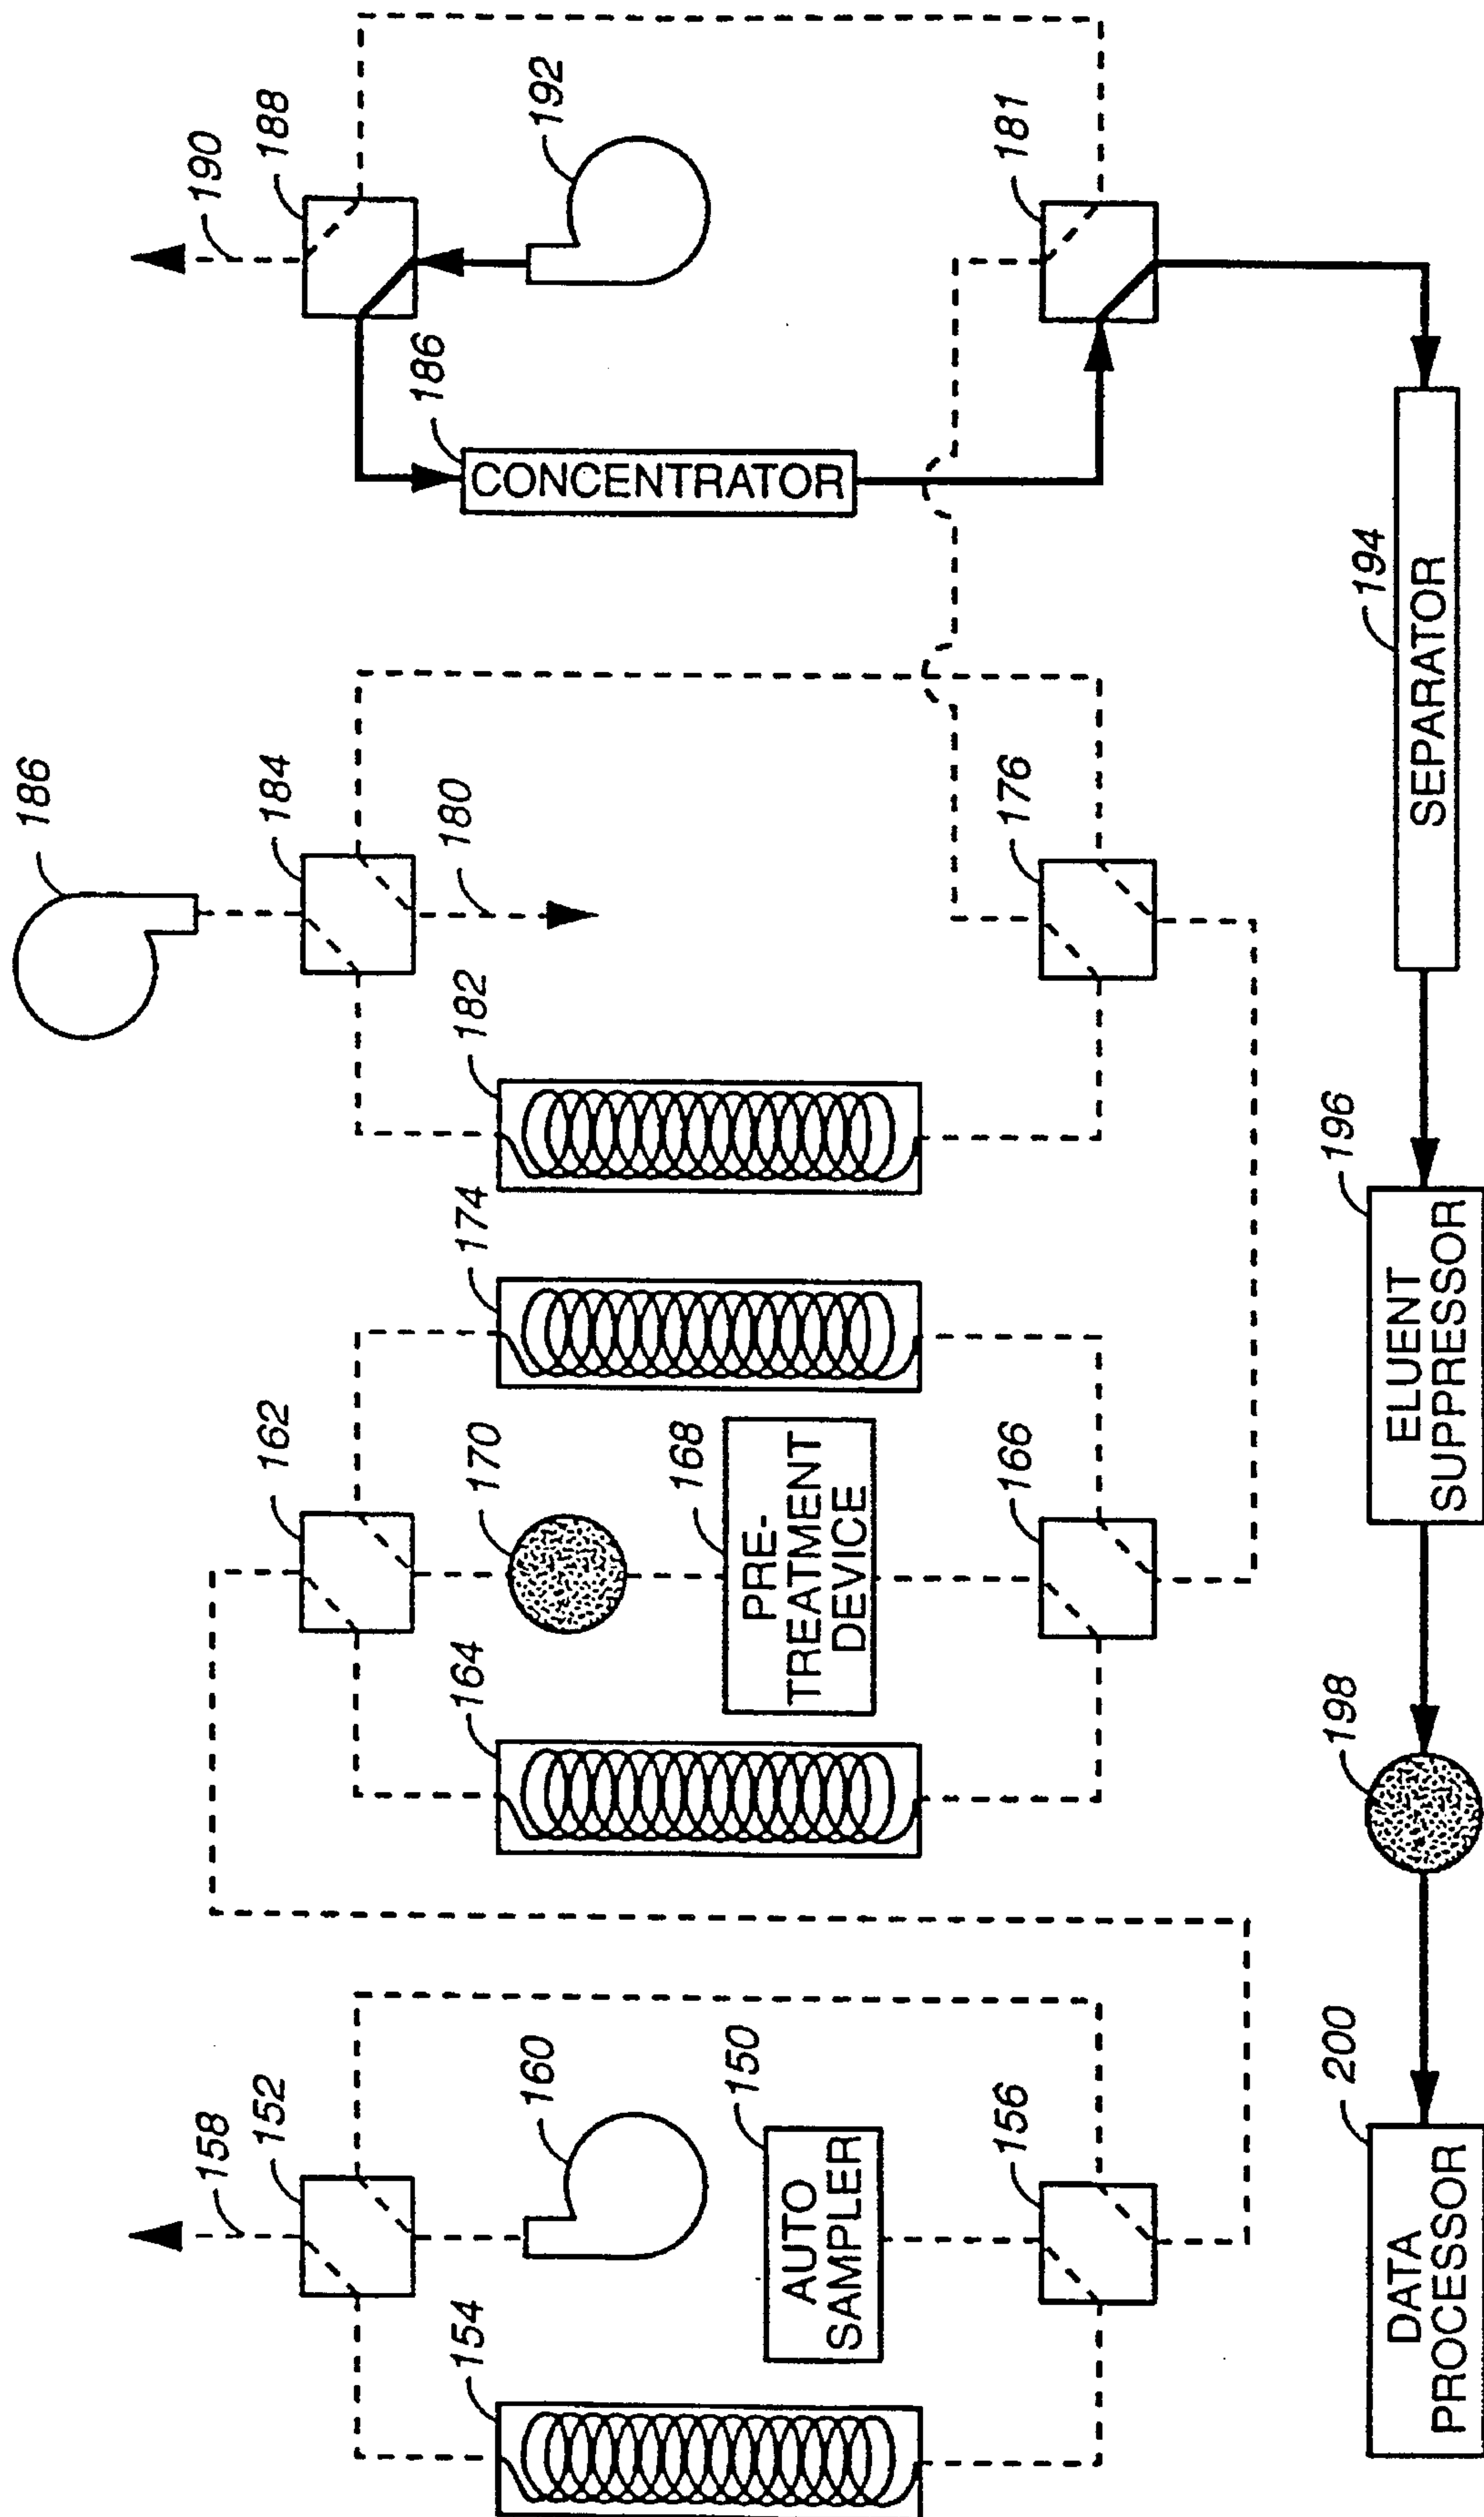 190
188
192
186
CONCENTRATOR
181
186
184
180
182
176
174
162
170
168
PRE-
TREATMENT
DEVICE
164
166
158
152
160
150
AUTO
SAMPLER
154
156
194
SEPARATOR
196
ELUENT
SUPPRESSOR
198
200
DATA
PROCESSOR